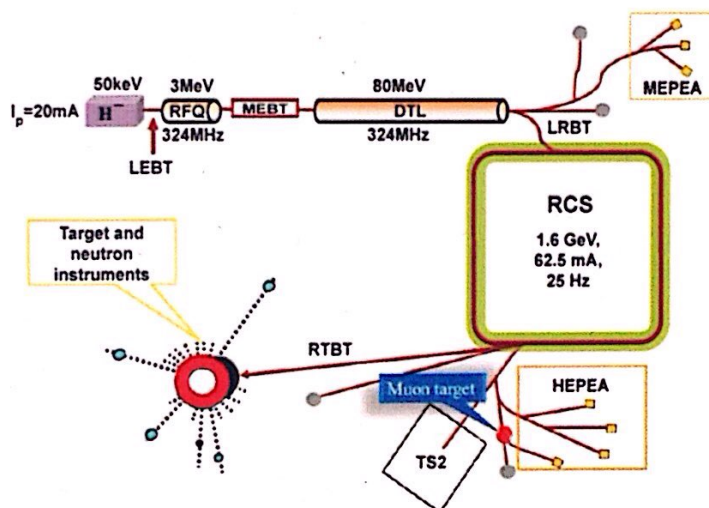 50keV
3MeV
80MeV
MEPEA
Ip=20mA
H⁻
RFQ
MEBT
DTL
324MHz
324MHz
LRBT
LEBT
RCS
1.6 GeV,
62.5 mA,
25 Hz
Target and
neutron
instruments
RTBT
Muon target
HEPEA
TS2